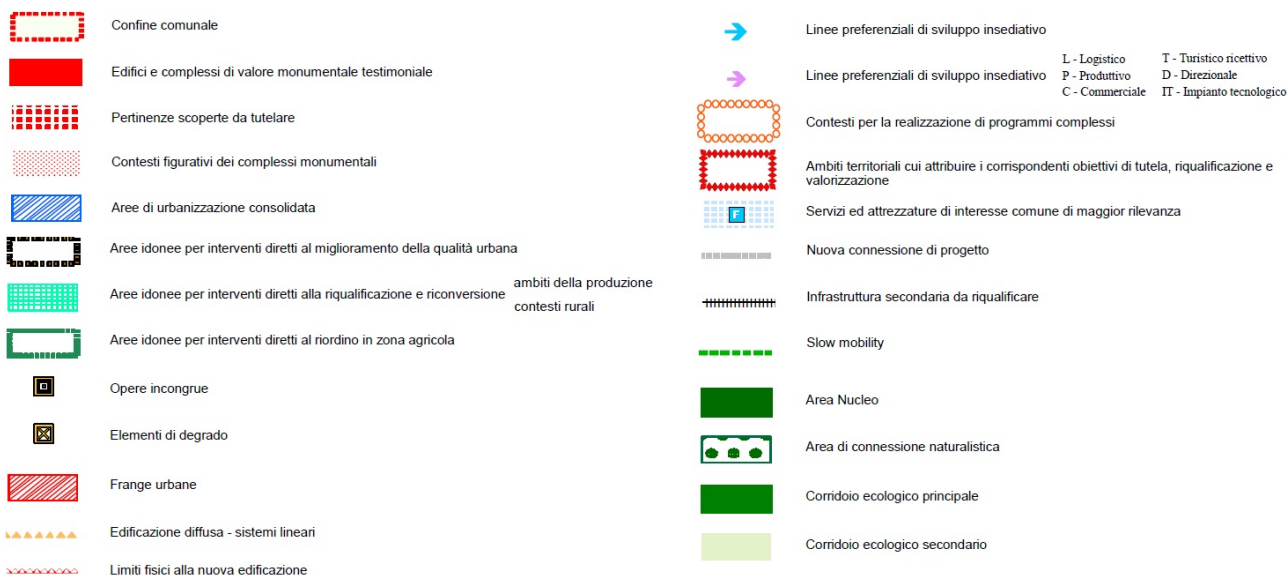 Confine comunale
Edifici e complessi di valore monumentale testimoniale
Pertinenze scoperte da tutelare
Contesti figurativi dei complessi monumentali
Aree di urbanizzazione consolidata
Aree idonee per interventi diretti al miglioramento della qualità urbana
Aree idonee per interventi diretti alla riqualificazione e riconversione
ambiti della produzione
contesti rurali
Aree idonee per interventi diretti al riordino in zona agricola
Opere incongrue
Elementi di degrado
Frange urbane
Edificazione diffusa - sistemi lineari
Limiti fisici alla nuova edificazione
Linee preferenziali di sviluppo insediativo
Linee preferenziali di sviluppo insediativo
L - Logistico
P - Produttivo
C - Commerciale
T - Turistico ricettivo
D - Direzionale
IT - Impianto tecnologico
Contesti per la realizzazione di programmi complessi
Ambiti territoriali cui attribuire i corrispondenti obiettivi di tutela, riqualificazione e
valorizzazione
F
Servizi ed attrezzature di interesse comune di maggior rilevanza
Nuova connessione di progetto
Infrastruttura secondaria da riqualificare
Slow mobility
Area Nucleo
Area di connessione naturalistica
Corridoio ecologico principale
Corridoio ecologico secondario